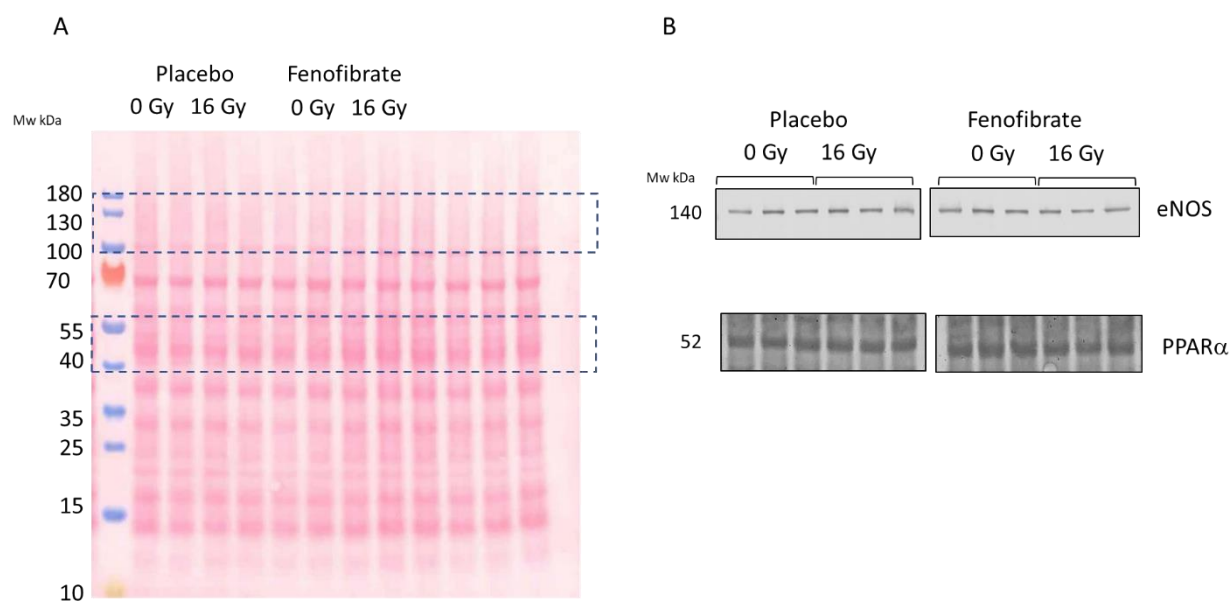 A
Placebo Fenofibrate
0 Gy 16 Gy 0 Gy 16 Gy
Mw kDa
180
130
100
70
55
40
35
25
15
10
B
Placebo Fenofibrate
0 Gy 16 Gy 0 Gy 16 Gy
Mw kDa
140 eNOS
52 PPARα